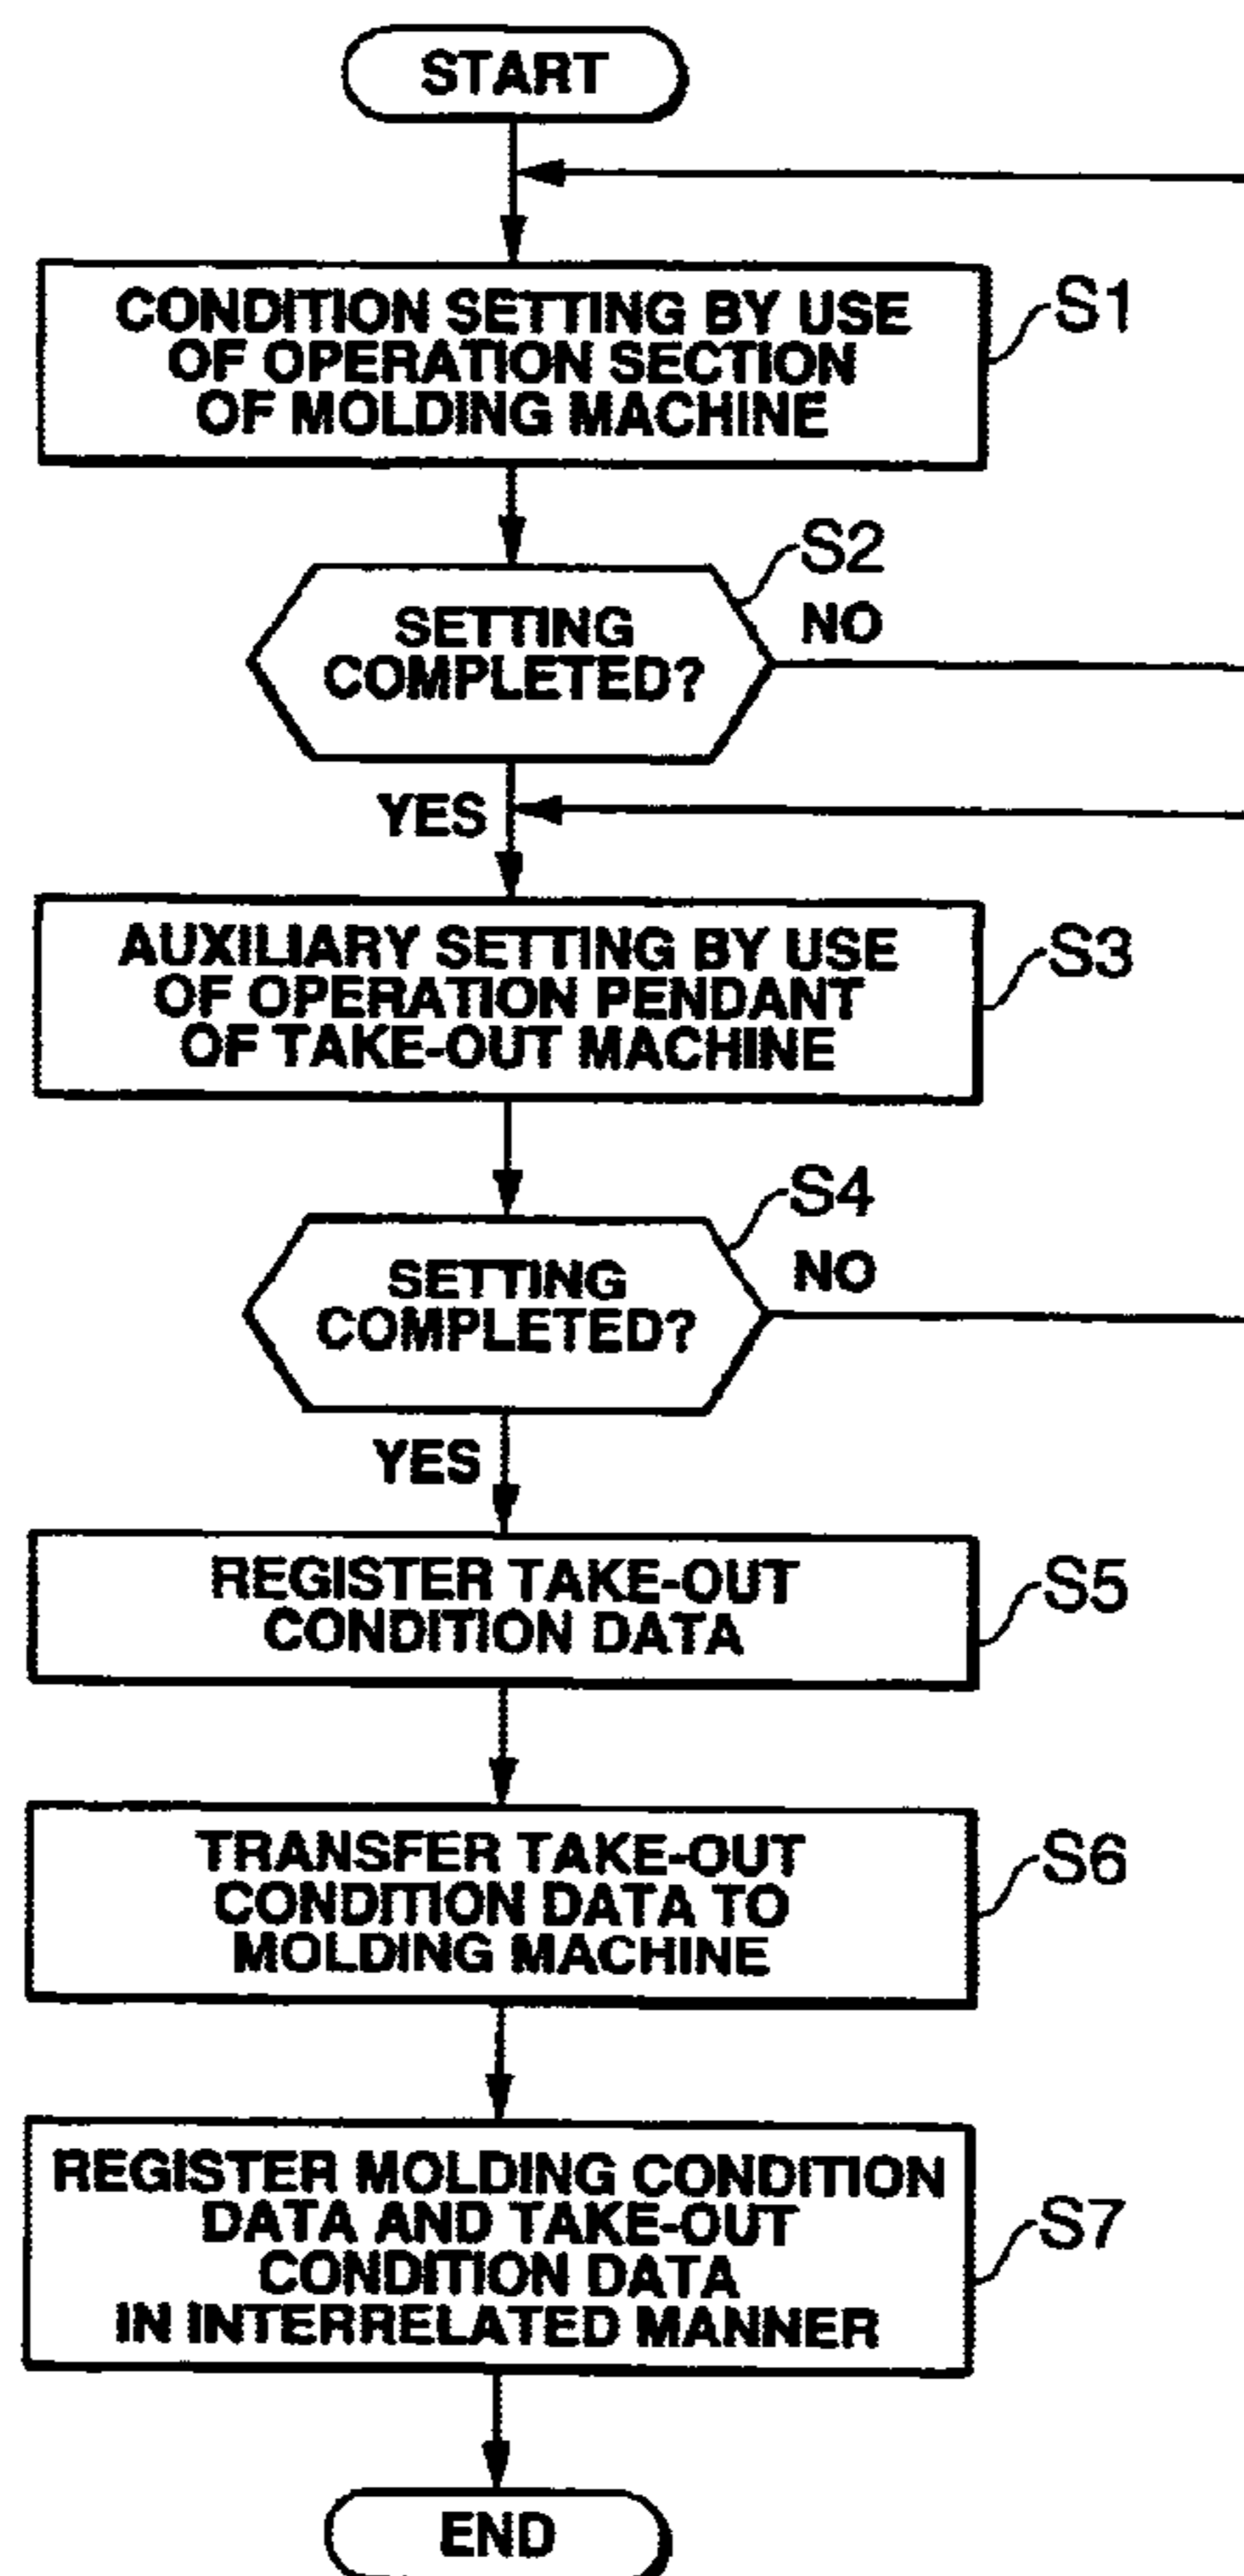 START
CONDITION SETTING BY USE
OF OPERATION SECTION
OF MOLDING MACHINE
S1
S2
SETTING
COMPLETED?
NO
YES
AUXILIARY SETTING BY USE
OF OPERATION PENDANT
OF TAKE-OUT MACHINE
S3
S4
SETTING
COMPLETED?
NO
YES
REGISTER TAKE-OUT
CONDITION DATA
S5
TRANSFER TAKE-OUT
CONDITION DATA TO
MOLDING MACHINE
S6
REGISTER MOLDING CONDITION
DATA AND TAKE-OUT
CONDITION DATA
IN INTERRELATED MANNER
S7
END